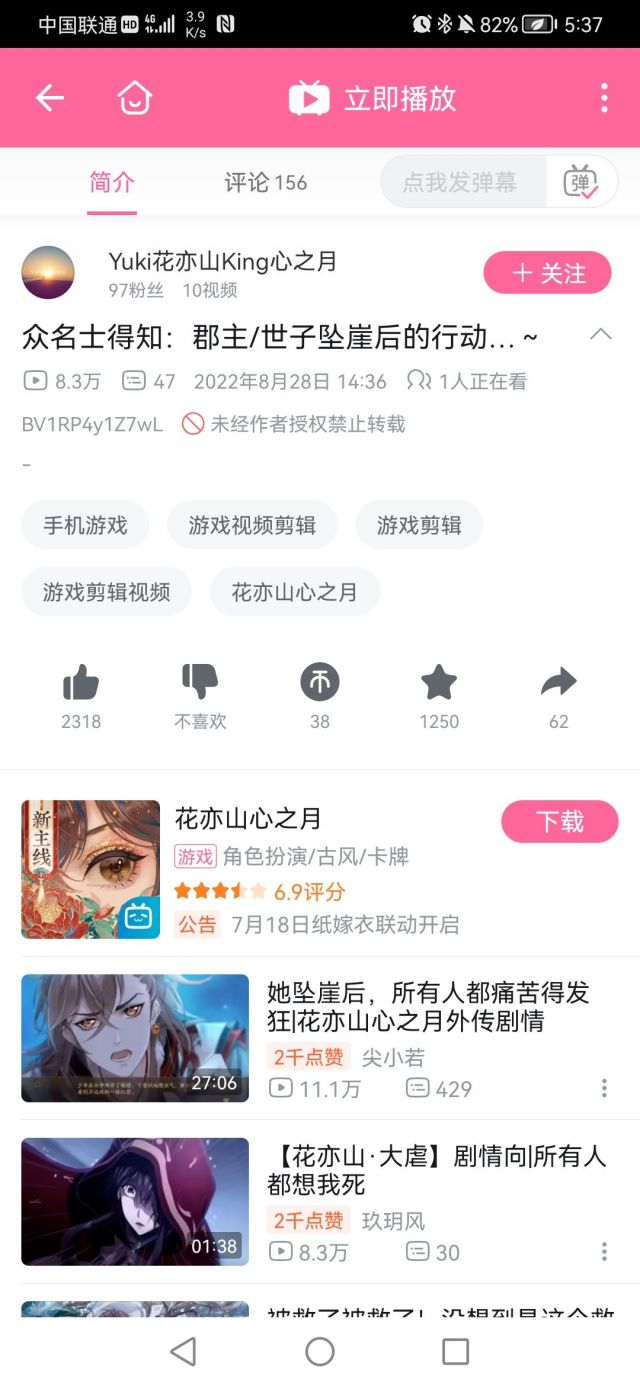 中国联通 HD 4G 3.9 K/s 82% 5:37
立即播放
简介 评论 156 点我发弹幕 弹
Yuki花亦山King心之月
97粉丝 10视频 + 关注
众名士得知：郡主/世子坠崖后的行动... ~
8.3万 47 2022年8月28日 14:36 1人正在看
BV1RP4y1Z7wL 未经作者授权禁止转载
-
手机游戏 游戏视频剪辑 游戏剪辑
游戏剪辑视频 花亦山心之月
2318 不喜欢 38 1250 62
新主线
花亦山心之月 下载
游戏 角色扮演/古风/卡牌
6.9评分
公告 7月18日纸嫁衣联动开启
她坠崖后，所有人都痛苦得发
狂|花亦山心之月外传剧情
27:06
2千点赞 尖小若
11.1万 429
【花亦山·大虐】剧情向|所有人
都想我死
01:38
2千点赞 玖玥风
8.3万 30